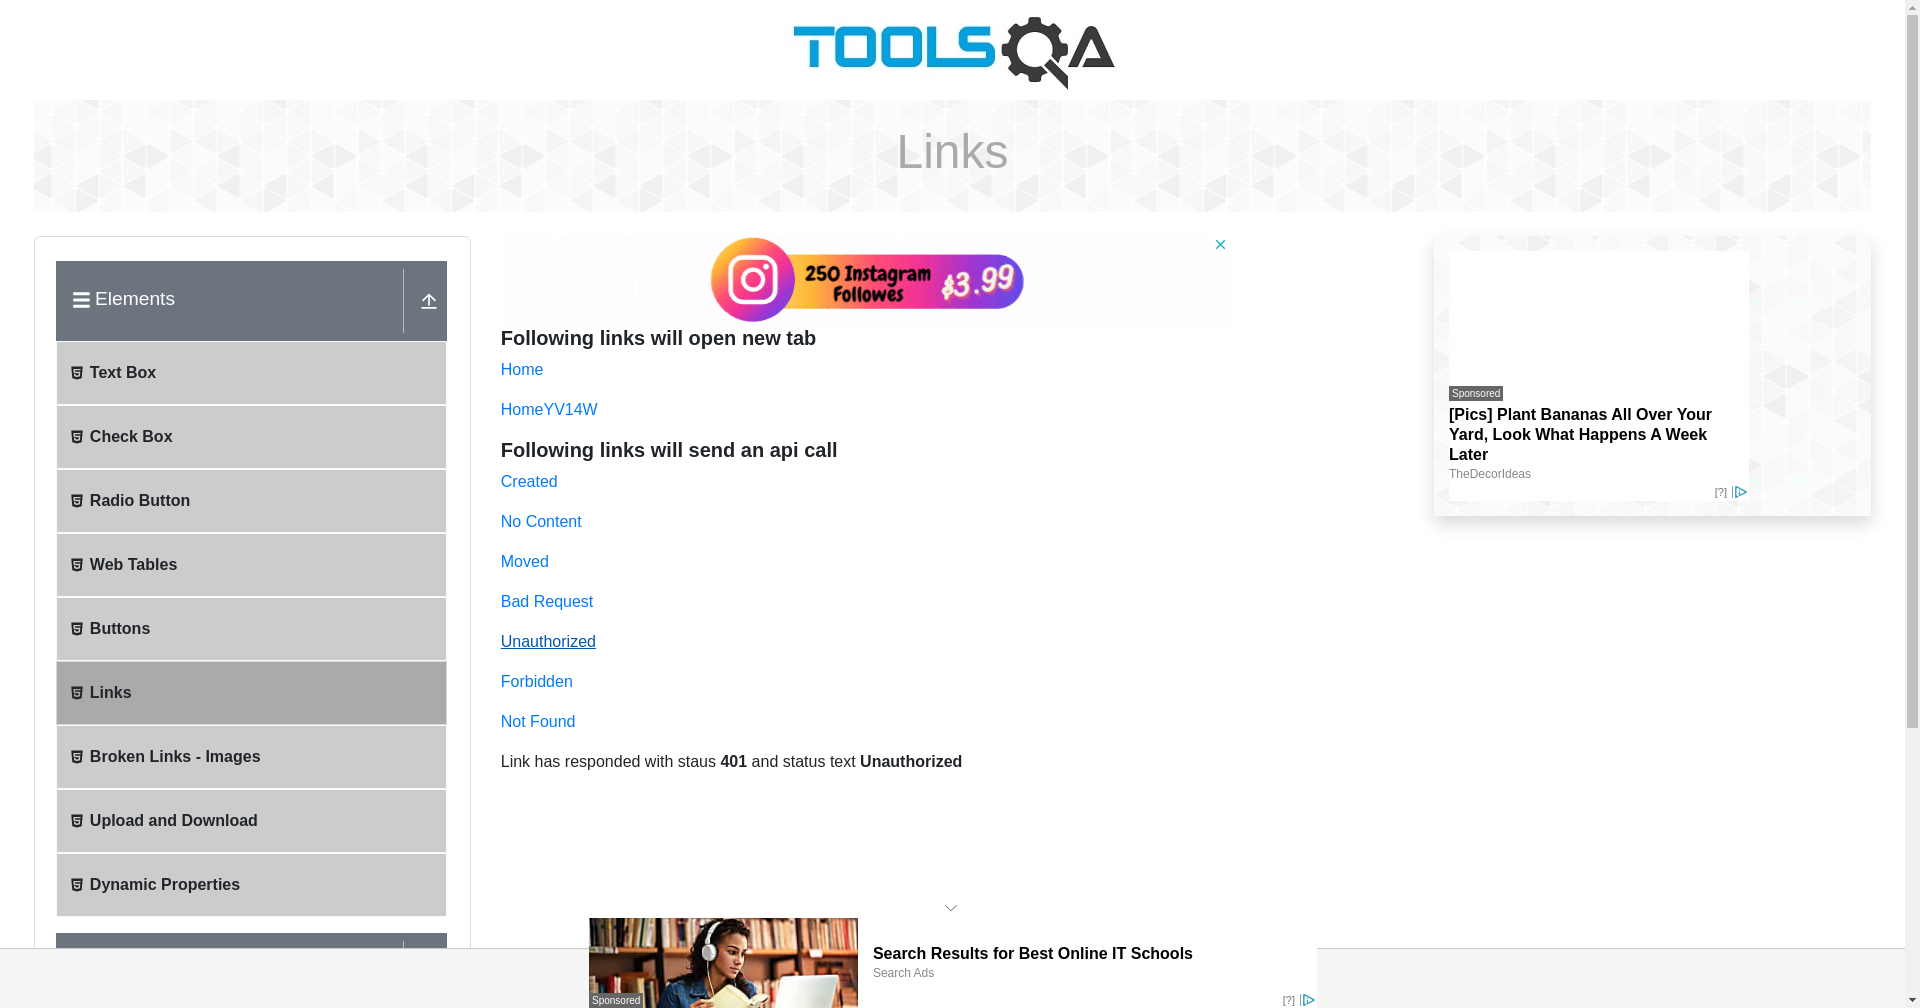 TOOLSQA
Links
Elements
Text Box
Check Box
Radio Button
Web Tables
Buttons
Links
Broken Links - Images
Upload and Download
Dynamic Properties
250 Instagram
Followes
$3.99
Following links will open new tab
Home
HomeYV14W
Following links will send an api call
Created
No Content
Moved
Bad Request
Unauthorized
Forbidden
Not Found
Link has responded with staus 401 and status text Unauthorized
Sponsored
[Pics] Plant Bananas All Over Your
Yard, Look What Happens A Week
Later
TheDecorIdeas
[?]
Search Results for Best Online IT Schools
Search Ads
Sponsored
[?]